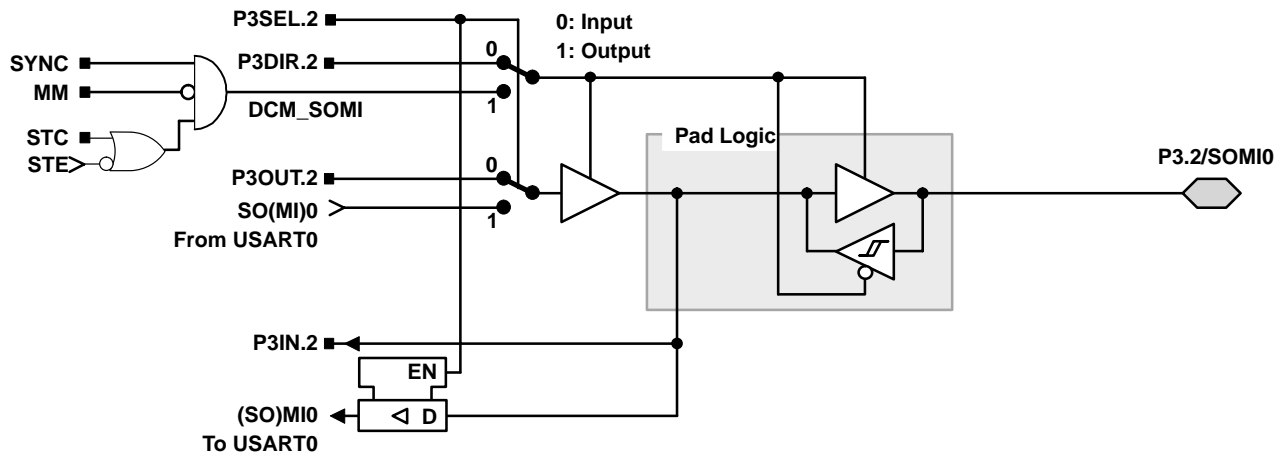 P3SEL.2
0: Input
1: Output
SYNC
P3DIR.2
0
MM
DCM_SOMI
1
STC
STE
Pad Logic
P3.2/SOMI0
P3OUT.2
0
SO(MI)0
1
From USART0
P3IN.2
EN
(SO)MI0
D
To USART0